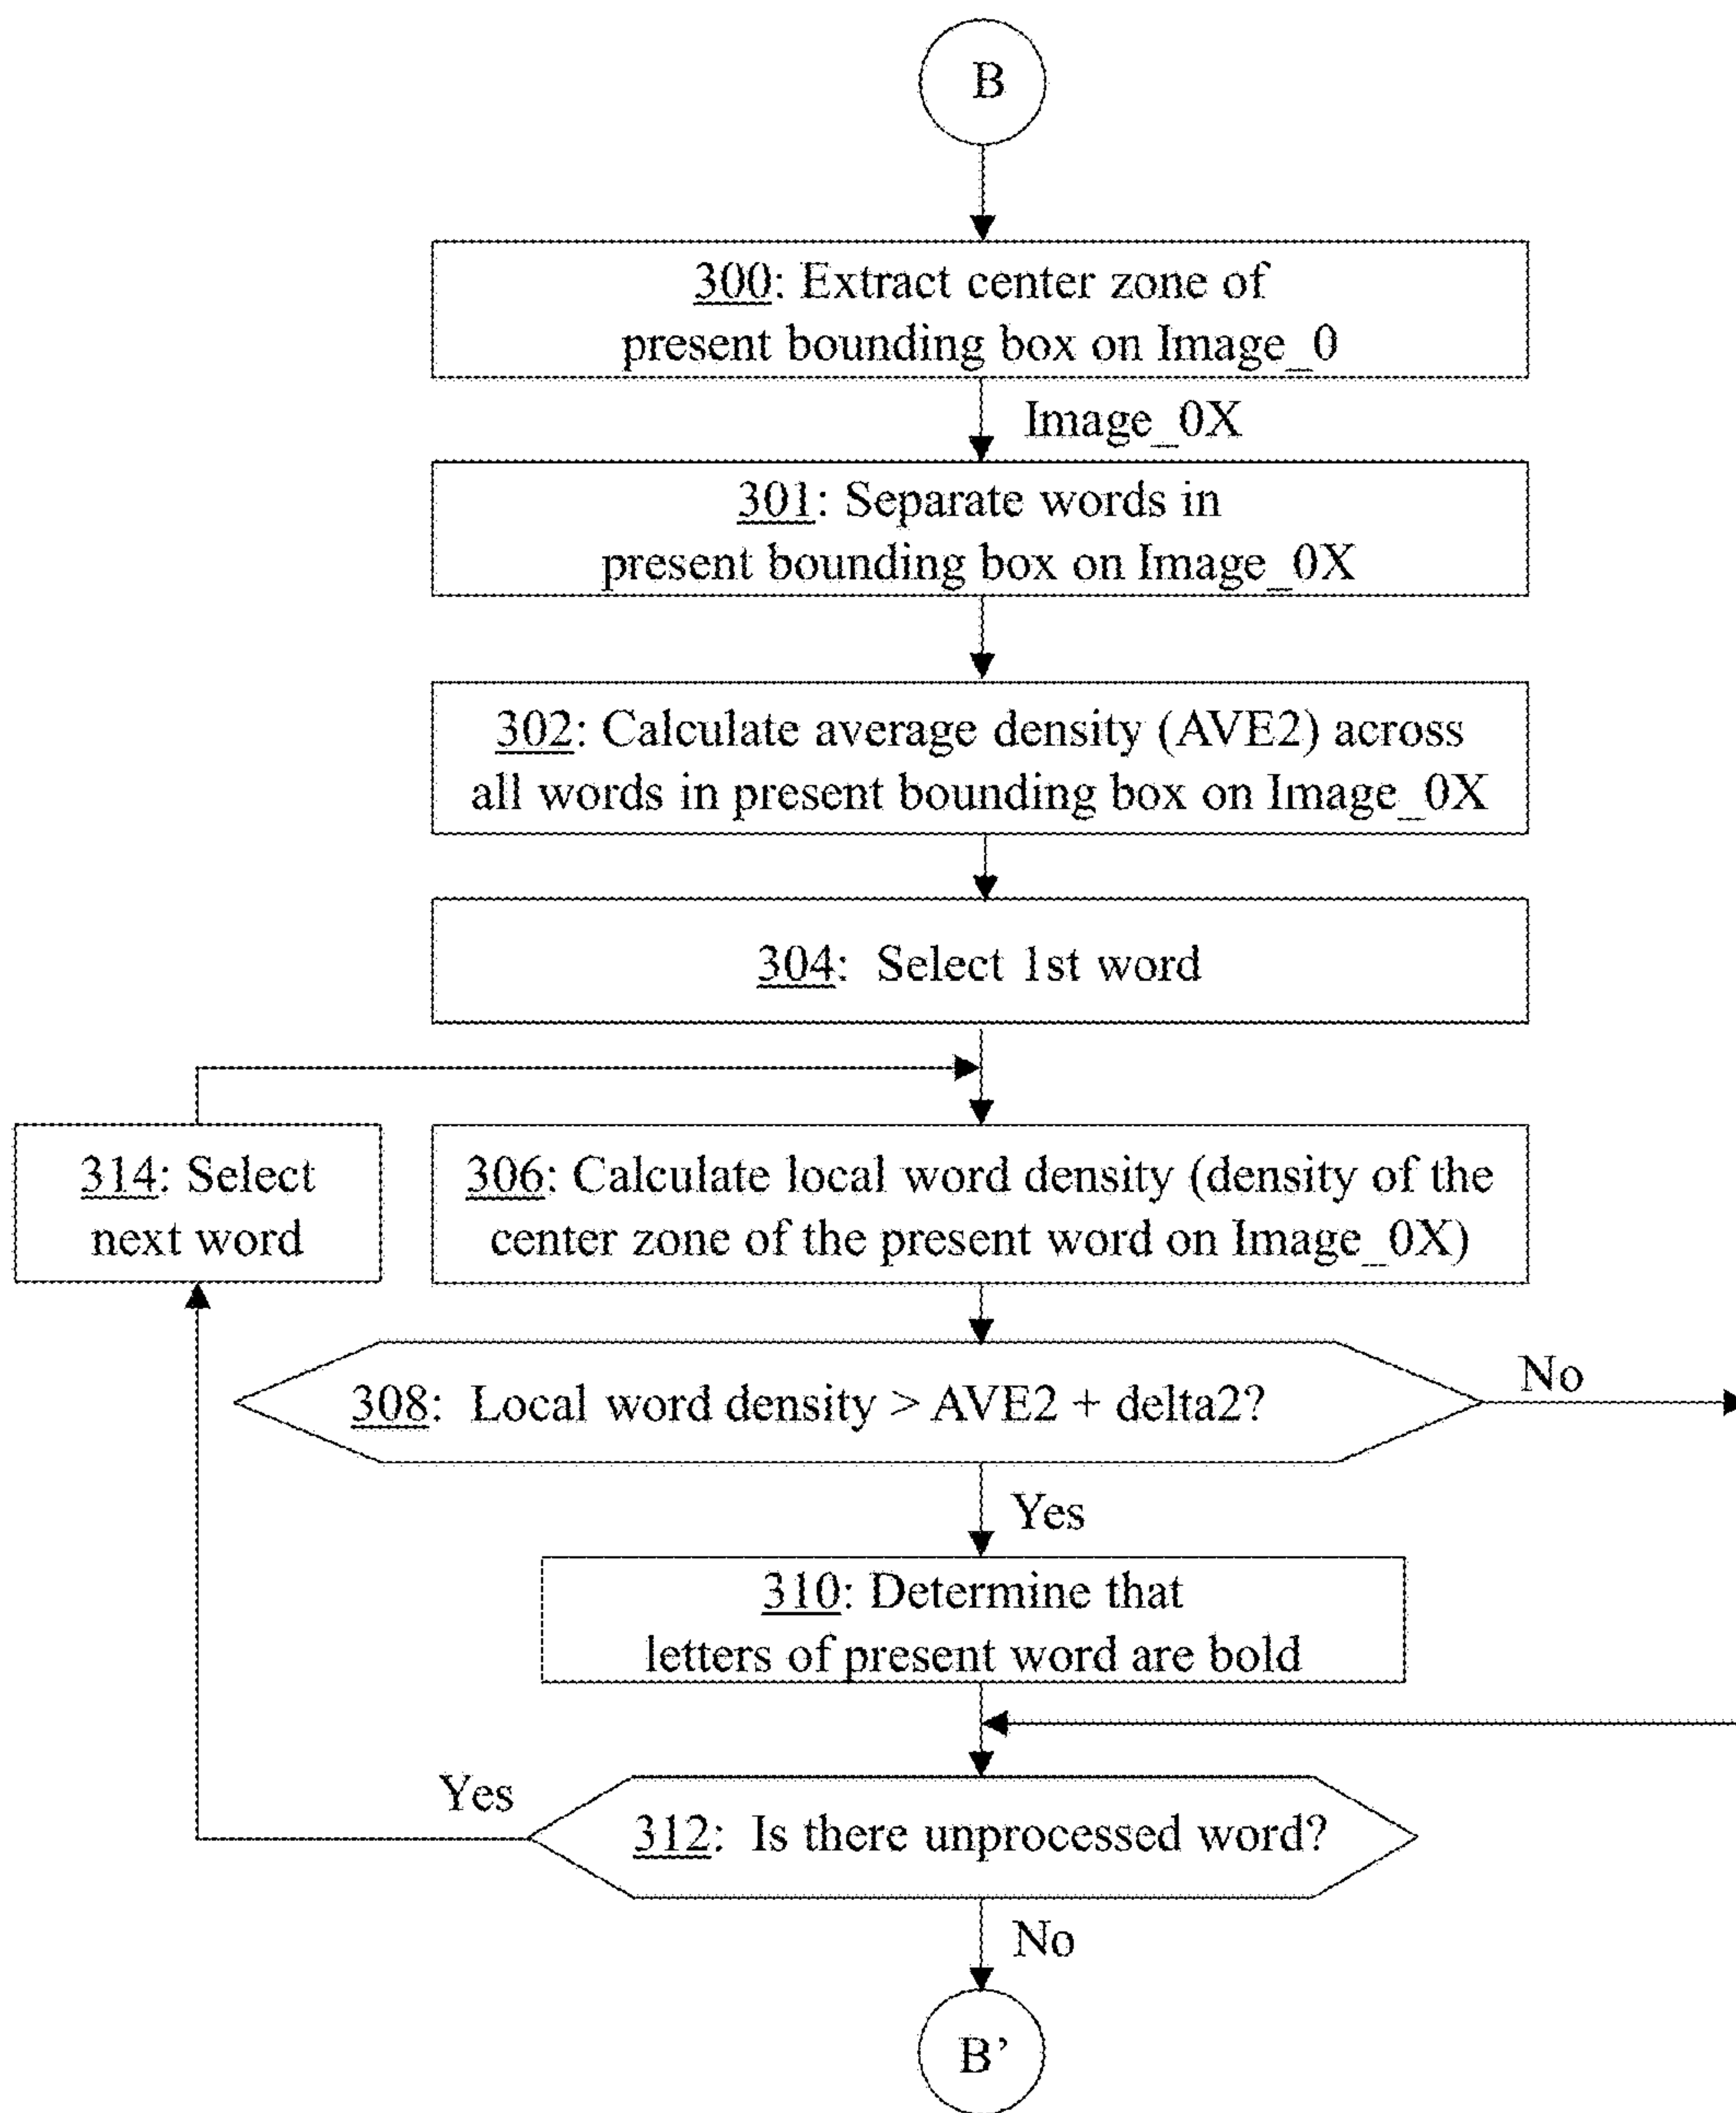 B
300: Extract center zone of
present bounding box on Image_0
Image_0X
301: Separate words in
present bounding box on Image_0X
302: Calculate average density (AVE2) across
all words in present bounding box on Image_0X
304: Select 1st word
314: Select
next word
306: Calculate local word density (density of the
center zone of the present word on Image_0X)
308: Local word density > AVE2 + delta2?
No
Yes
310: Determine that
letters of present word are bold
Yes
312: Is there unprocessed word?
No
B’